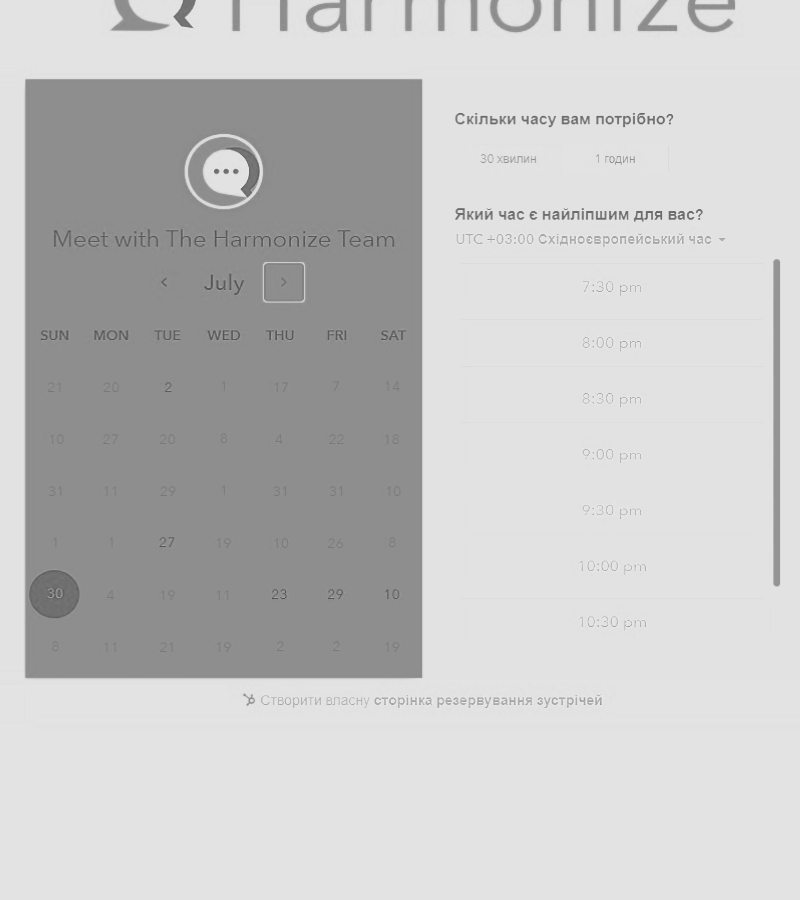 Harmonize
Meet with The Harmonize Team
July
SUN MON TUE WED THU FRI SAT
21 20 2 1 17 7 14
10 27 20 8 4 22 18
31 11 29 1 31 31 10
1 1 27 19 10 26 8
30 4 19 11 23 29 10
8 11 21 19 2 2 19
Скільки часу вам потрібно?
30 хвилин 1 годин
Який час є найліпшим для вас?
UTC +03:00 Східноєвропейський час
7:30 pm
8:00 pm
8:30 pm
9:00 pm
9:30 pm
10:00 pm
10:30 pm
Створити власну сторінка резервування зустрічей